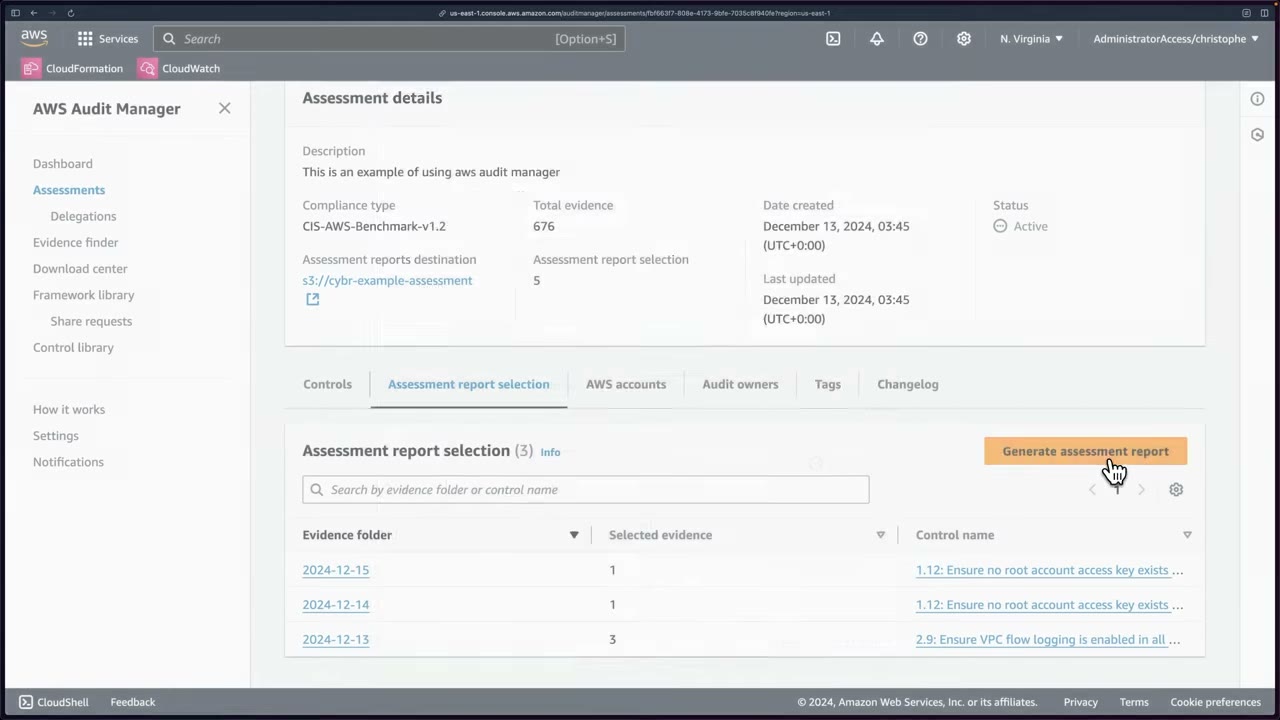 us-east-1.console.aws.amazon.com/auditmanager/assessments/fbf663f7-808e-4173-9bfe-7035c8f940fe?region=us-east-1
aws
Services
Search
[Option+S]
N. Virginia
AdministratorAccess/christophe
CloudFormation
CloudWatch
AWS Audit Manager
Dashboard
Assessments
Delegations
Evidence finder
Download center
Framework library
Share requests
Control library
How it works
Settings
Notifications
Assessment details
Description
This is an example of using aws audit manager
Compliance type
CIS-AWS-Benchmark-v1.2
Assessment reports destination
s3://cybr-example-assessment
Total evidence
676
Assessment report selection
5
Date created
December 13, 2024, 03:45
(UTC+0:00)
Last updated
December 13, 2024, 03:45
(UTC+0:00)
Status
Active
Controls
Assessment report selection
AWS accounts
Audit owners
Tags
Changelog
Assessment report selection (3) Info
Generate assessment report
Search by evidence folder or control name
1
Evidence folder
Selected evidence
Control name
2024-12-15
1
1.12: Ensure no root account access key exists ...
2024-12-14
1
1.12: Ensure no root account access key exists ...
2024-12-13
3
2.9: Ensure VPC flow logging is enabled in all ...
CloudShell
Feedback
© 2024, Amazon Web Services, Inc. or its affiliates.
Privacy
Terms
Cookie preferences